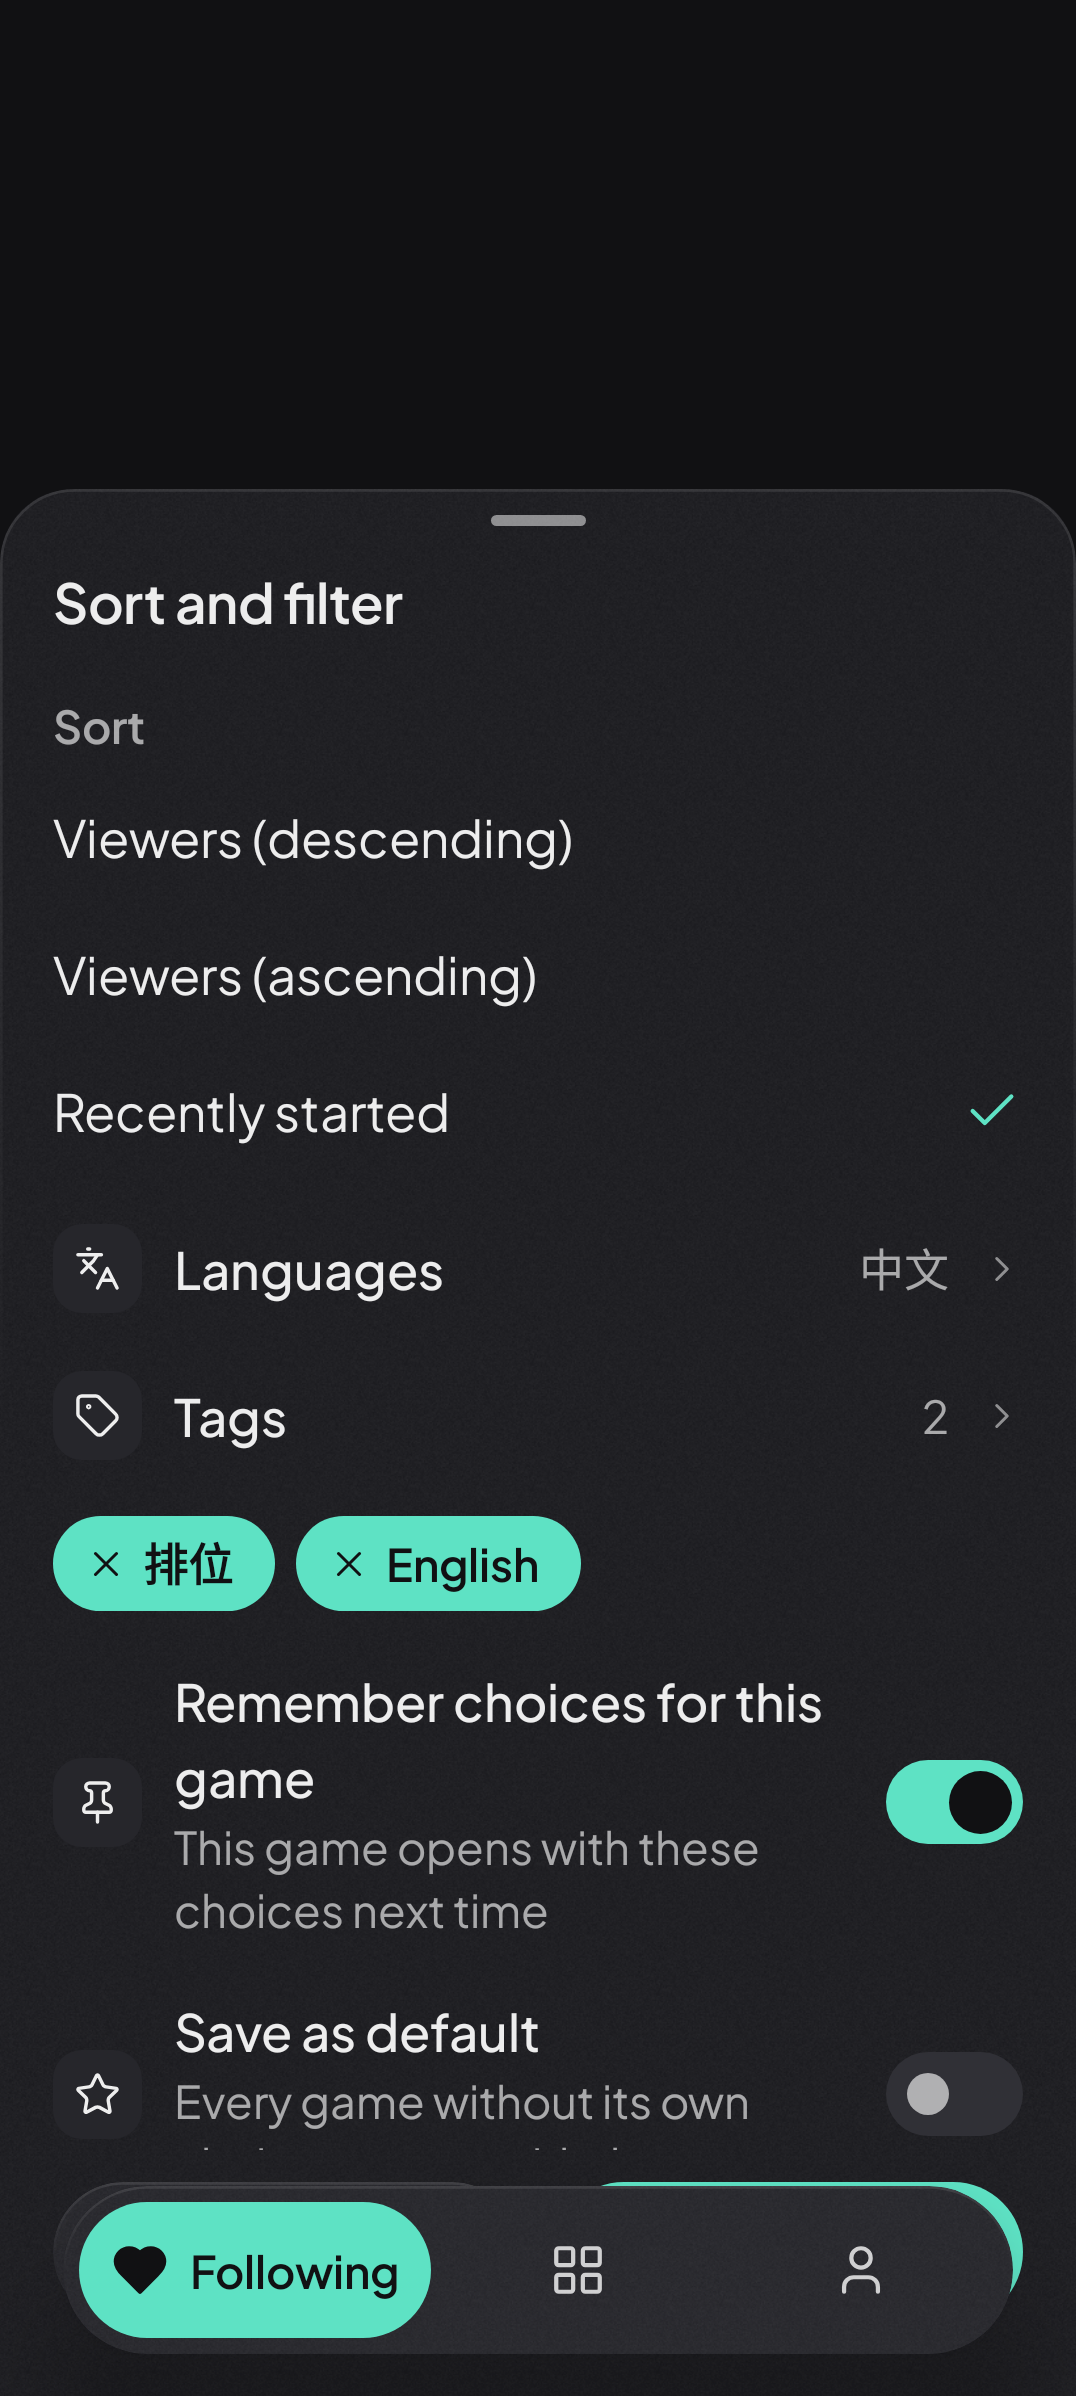 Sort and filter
Sort
Viewers (descending)
Viewers (ascending)
Recently started
Languages 中文
Tags 2
排位 English
Remember choices for this
game
This game opens with these
choices next time
Save as default
Every game without its own
Following